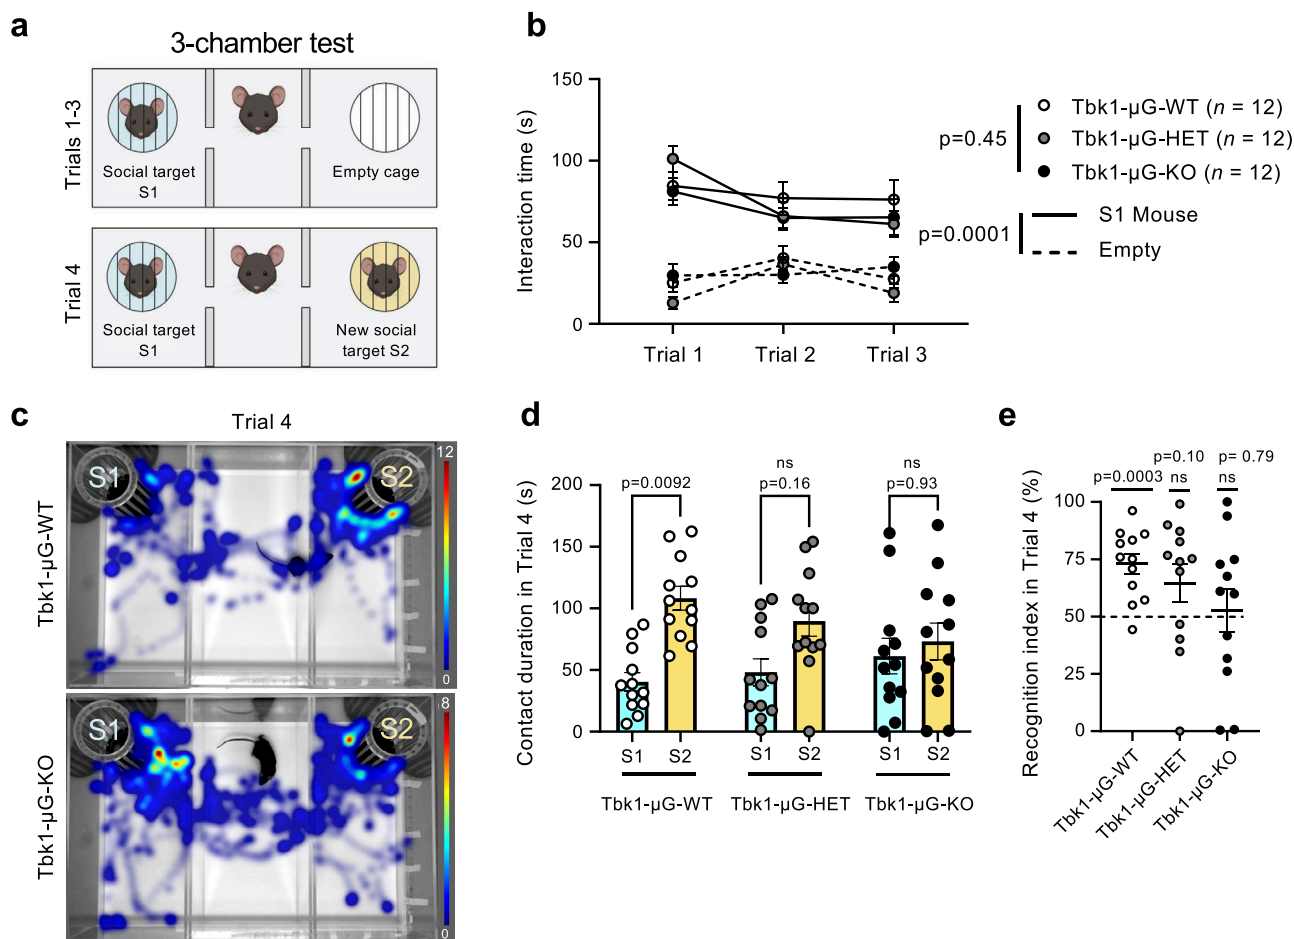 a
3-chamber test
Trials 1-3
Social target
S1
Empty cage
Trial 4
Social target
S1
New social
target S2
b
Interaction time (s)
150
100
50
0
Trial 1
Trial 2
Trial 3
p=0.45
Tbk1-µG-WT (n = 12)
Tbk1-µG-HET (n = 12)
Tbk1-µG-KO (n = 12)
p=0.0001
S1 Mouse
Empty
c
Trial 4
Tbk1-µG-WT
S1
S2
12
0
Tbk1-µG-KO
S1
S2
8
0
d
Contact duration in Trial 4 (s)
200
150
100
50
0
p=0.0092
ns
p=0.16
ns
p=0.93
S1
S2
S1
S2
S1
S2
Tbk1-µG-WT
Tbk1-µG-HET
Tbk1-µG-KO
e
Recognition index in Trial 4 (%)
100
75
50
25
0
p=0.0003
p=0.10
ns
p= 0.79
ns
Tbk1-µG-WT
Tbk1-µG-HET
Tbk1-µG-KO